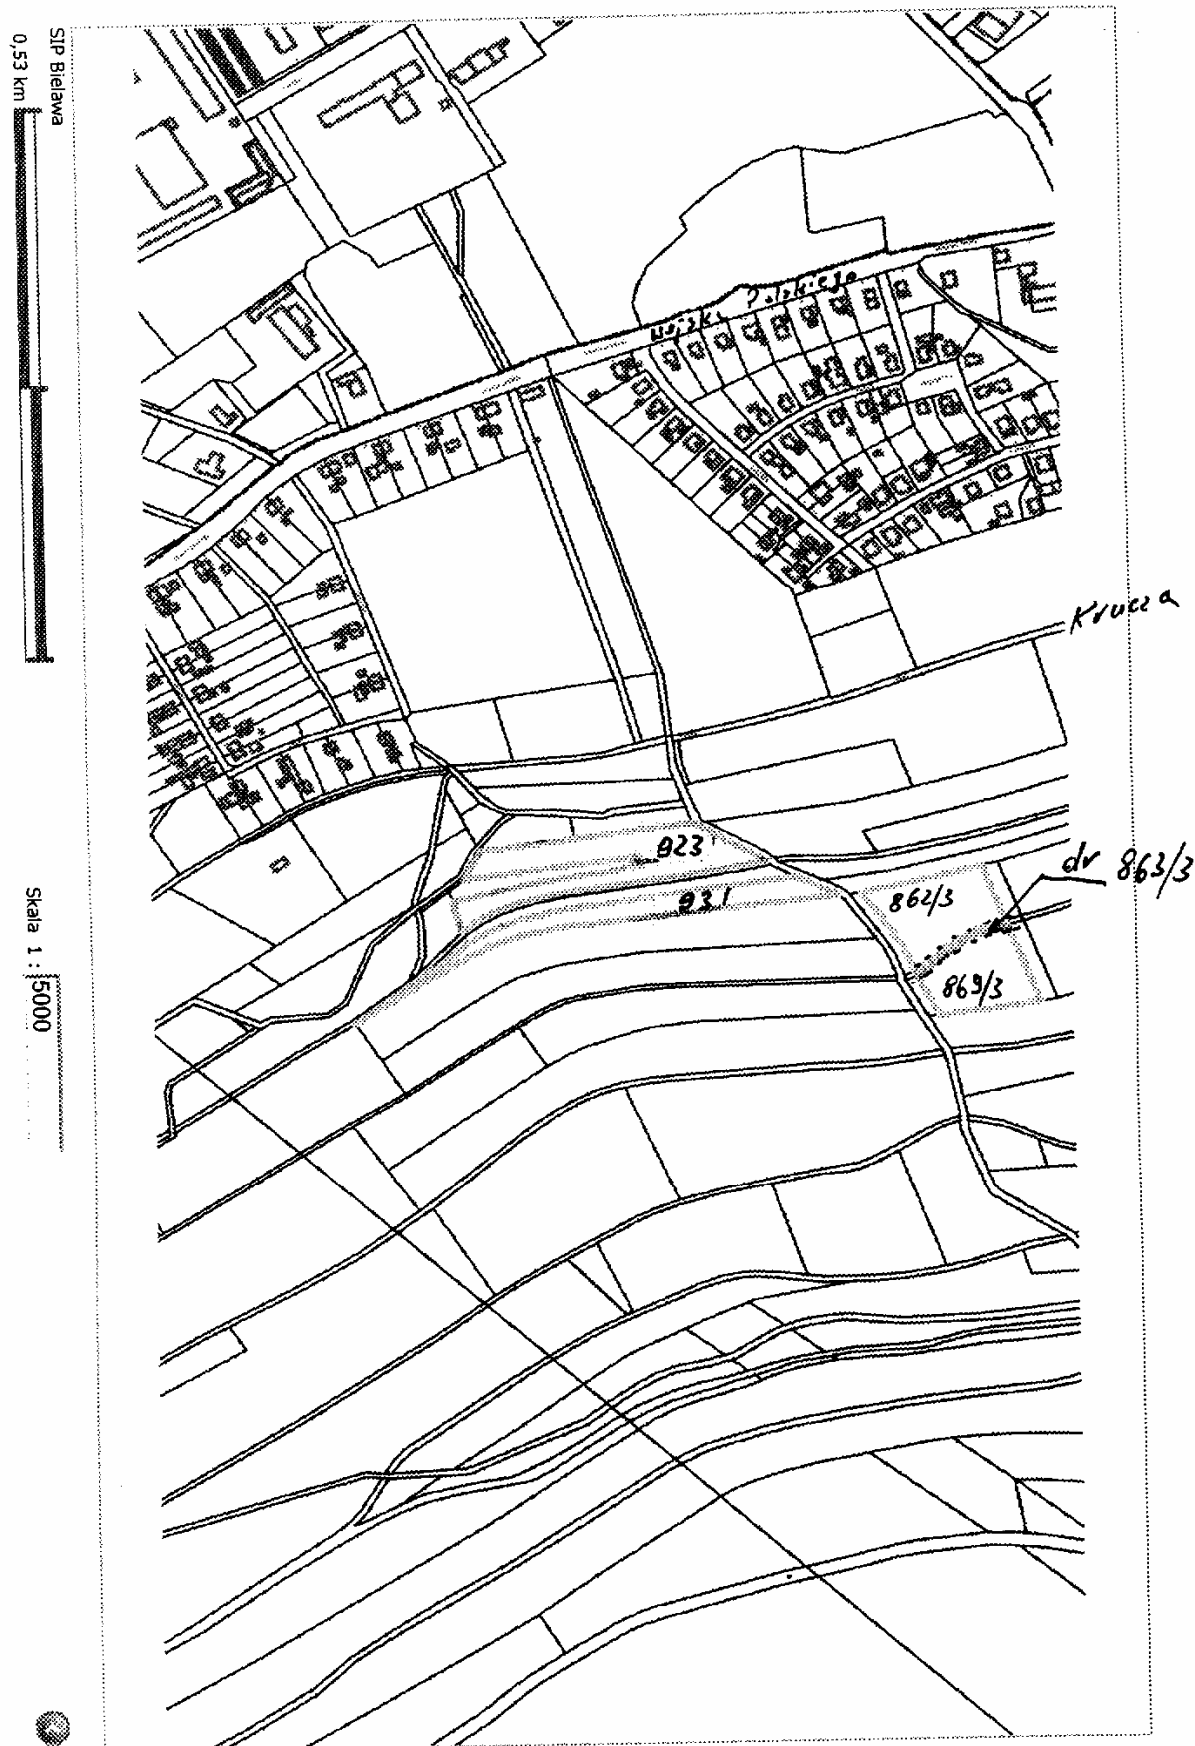 SIP Bielawa
0,53 km
Wojska Polskiego
Krucza
923
931
862/3
dr 863/3
869/3
Skala 1 : 5000